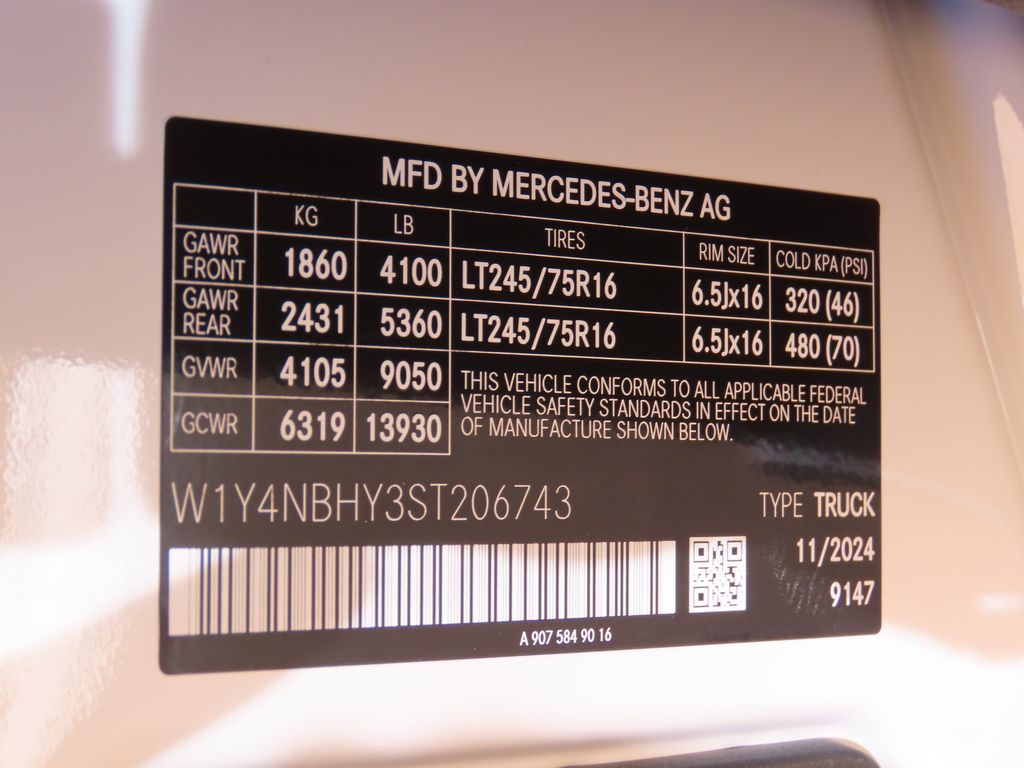 MFD BY MERCEDES-BENZ AG
KG LB TIRES RIM SIZE COLD KPA (PSI)
GAWR FRONT 1860 4100 LT245/75R16 6.5Jx16 320 (46)
GAWR REAR 2431 5360 LT245/75R16 6.5Jx16 480 (70)
GVWR 4105 9050
GCWR 6319 13930
THIS VEHICLE CONFORMS TO ALL APPLICABLE FEDERAL
VEHICLE SAFETY STANDARDS IN EFFECT ON THE DATE
OF MANUFACTURE SHOWN BELOW.
W1Y4NBHY3ST206743 TYPE TRUCK
11/2024
9147
A 907 584 90 16